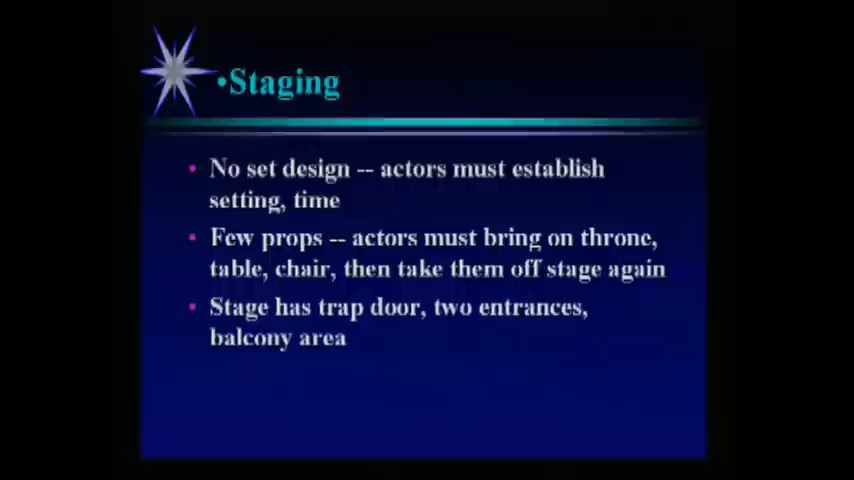 •Staging
• No set design -- actors must establish
setting, time
• Few props -- actors must bring on throne,
table, chair, then take them off stage again
• Stage has trap door, two entrances,
balcony area